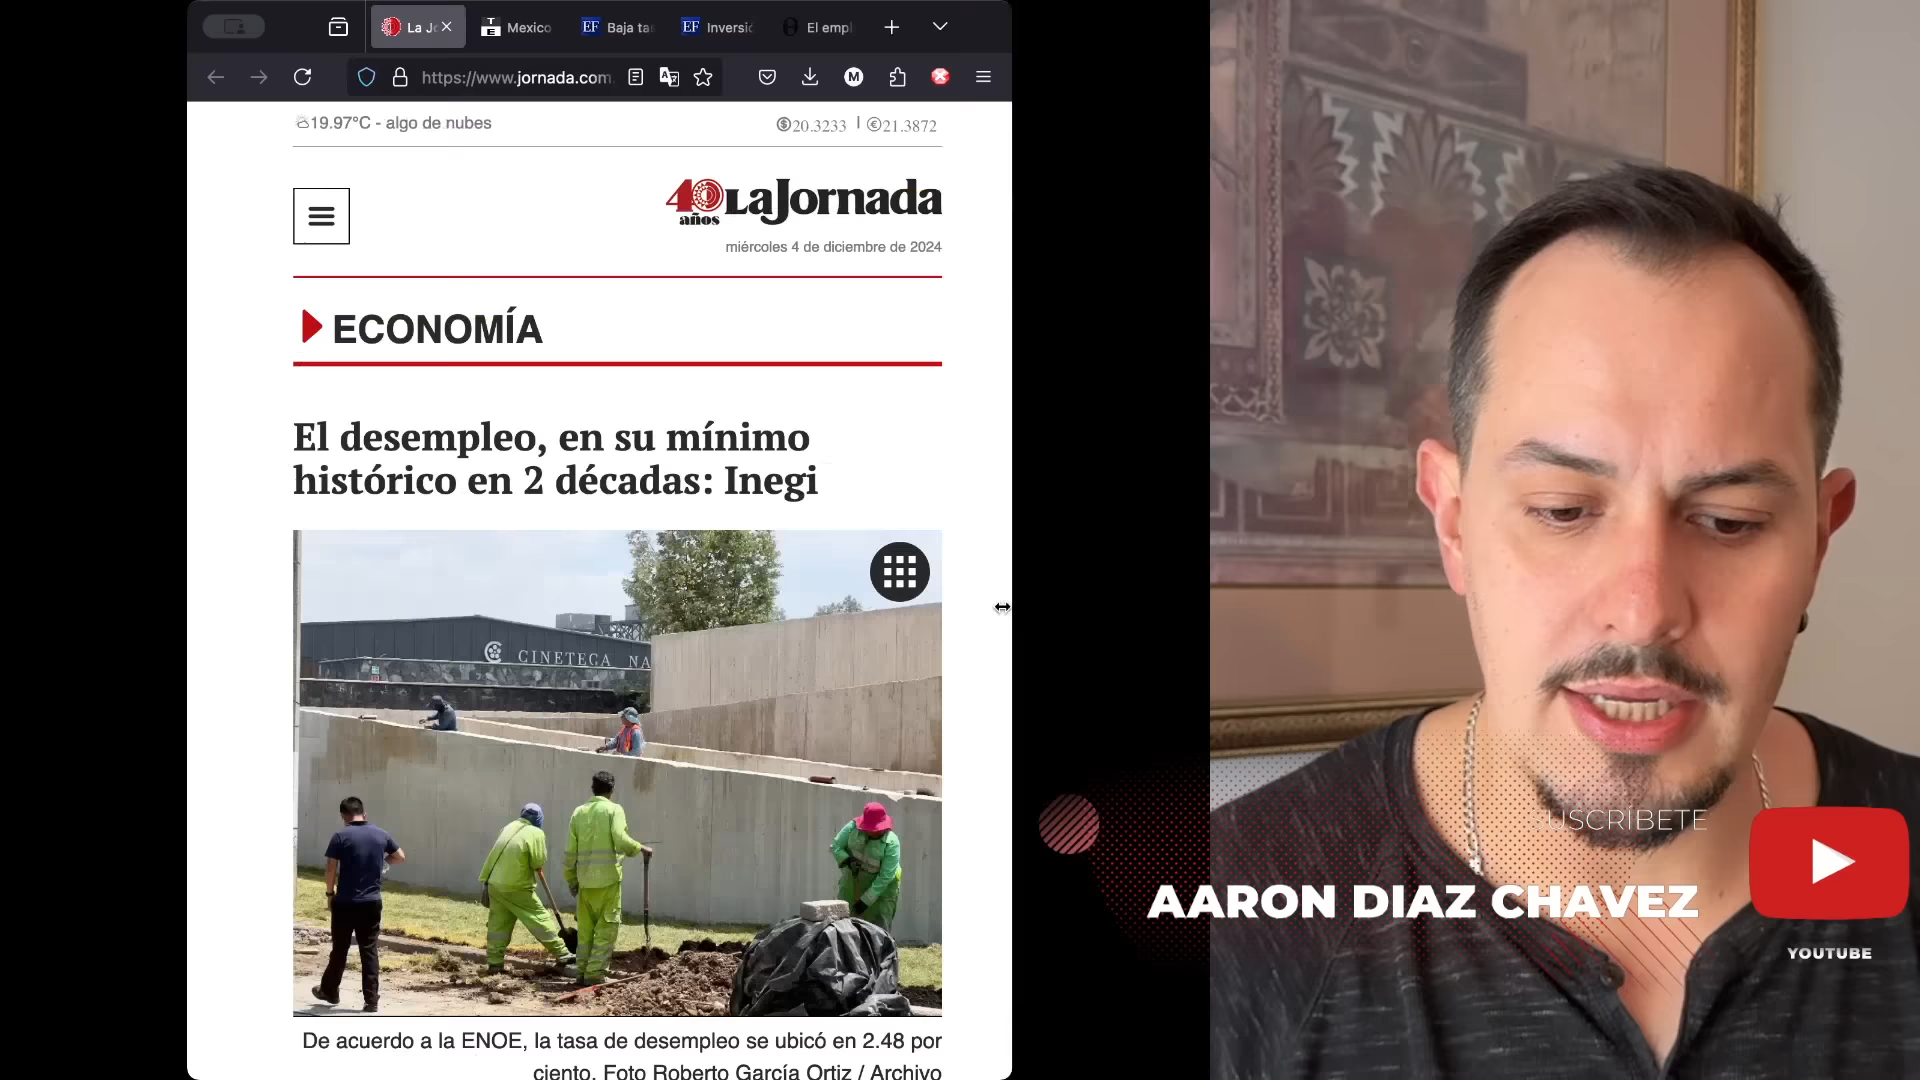 La J
Mexico
EF Baja ta
EF Inversi
El empl
https://www.jornada.com.
M
19.97°C - algo de nubes
20.3233 | 21.3872
40 años La Jornada
miércoles 4 de diciembre de 2024
ECONOMÍA
El desempleo, en su mínimo
histórico en 2 décadas: Inegi
CINETECA NA
De acuerdo a la ENOE, la tasa de desempleo se ubicó en 2.48 por
ciento. Foto Roberto García Ortiz / Archivo
SUSCRÍBETE
AARON DIAZ CHAVEZ
YOUTUBE